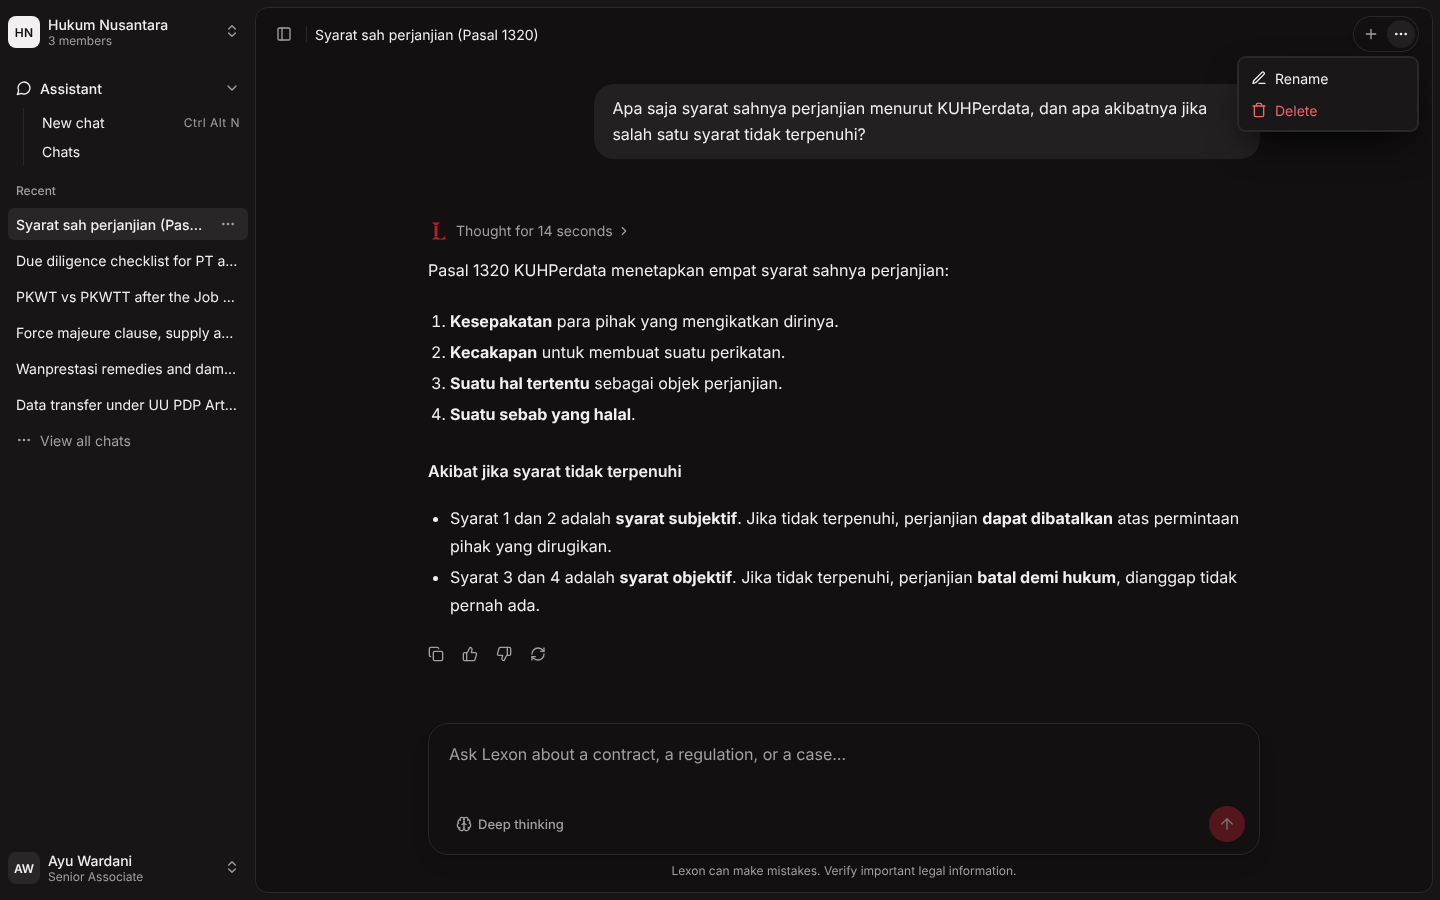 HN
Hukum Nusantara
3 members
Assistant
New chat
Ctrl Alt N
Chats
Recent
Syarat sah perjanjian (Pas...
Due diligence checklist for PT a...
PKWT vs PKWTT after the Job ...
Force majeure clause, supply a...
Wanprestasi remedies and dam...
Data transfer under UU PDP Art...
View all chats
AW
Ayu Wardani
Senior Associate
Syarat sah perjanjian (Pasal 1320)
Rename
Delete
Apa saja syarat sahnya perjanjian menurut KUHPerdata, dan apa akibatnya jika
salah satu syarat tidak terpenuhi?
L
Thought for 14 seconds
Pasal 1320 KUHPerdata menetapkan empat syarat sahnya perjanjian:
1. Kesepakatan para pihak yang mengikatkan dirinya.
2. Kecakapan untuk membuat suatu perikatan.
3. Suatu hal tertentu sebagai objek perjanjian.
4. Suatu sebab yang halal.
Akibat jika syarat tidak terpenuhi
• Syarat 1 dan 2 adalah syarat subjektif. Jika tidak terpenuhi, perjanjian dapat dibatalkan atas permintaan
pihak yang dirugikan.
• Syarat 3 dan 4 adalah syarat objektif. Jika tidak terpenuhi, perjanjian batal demi hukum, dianggap tidak
pernah ada.
Ask Lexon about a contract, a regulation, or a case...
Deep thinking
Lexon can make mistakes. Verify important legal information.